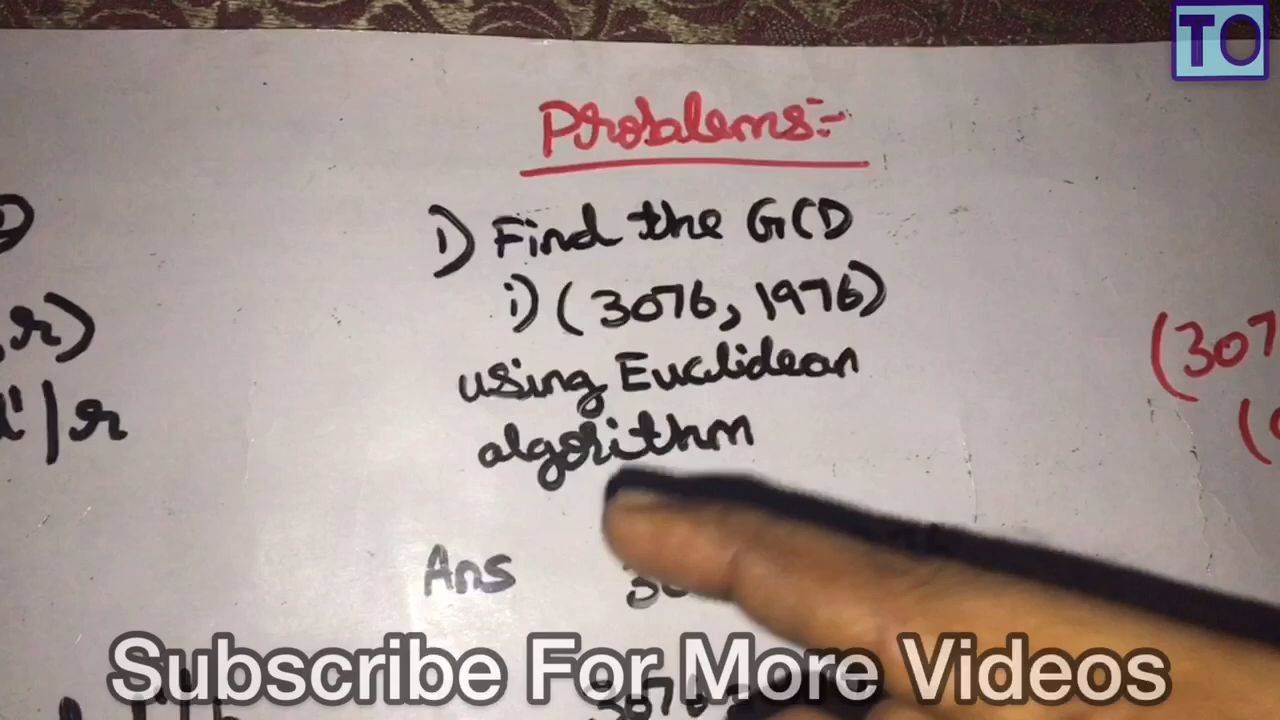 TO
Problems:-
1) Find the GCD
i) (3076, 1976)
using Euclidean
algorithm
Ans
Subscribe For More Videos